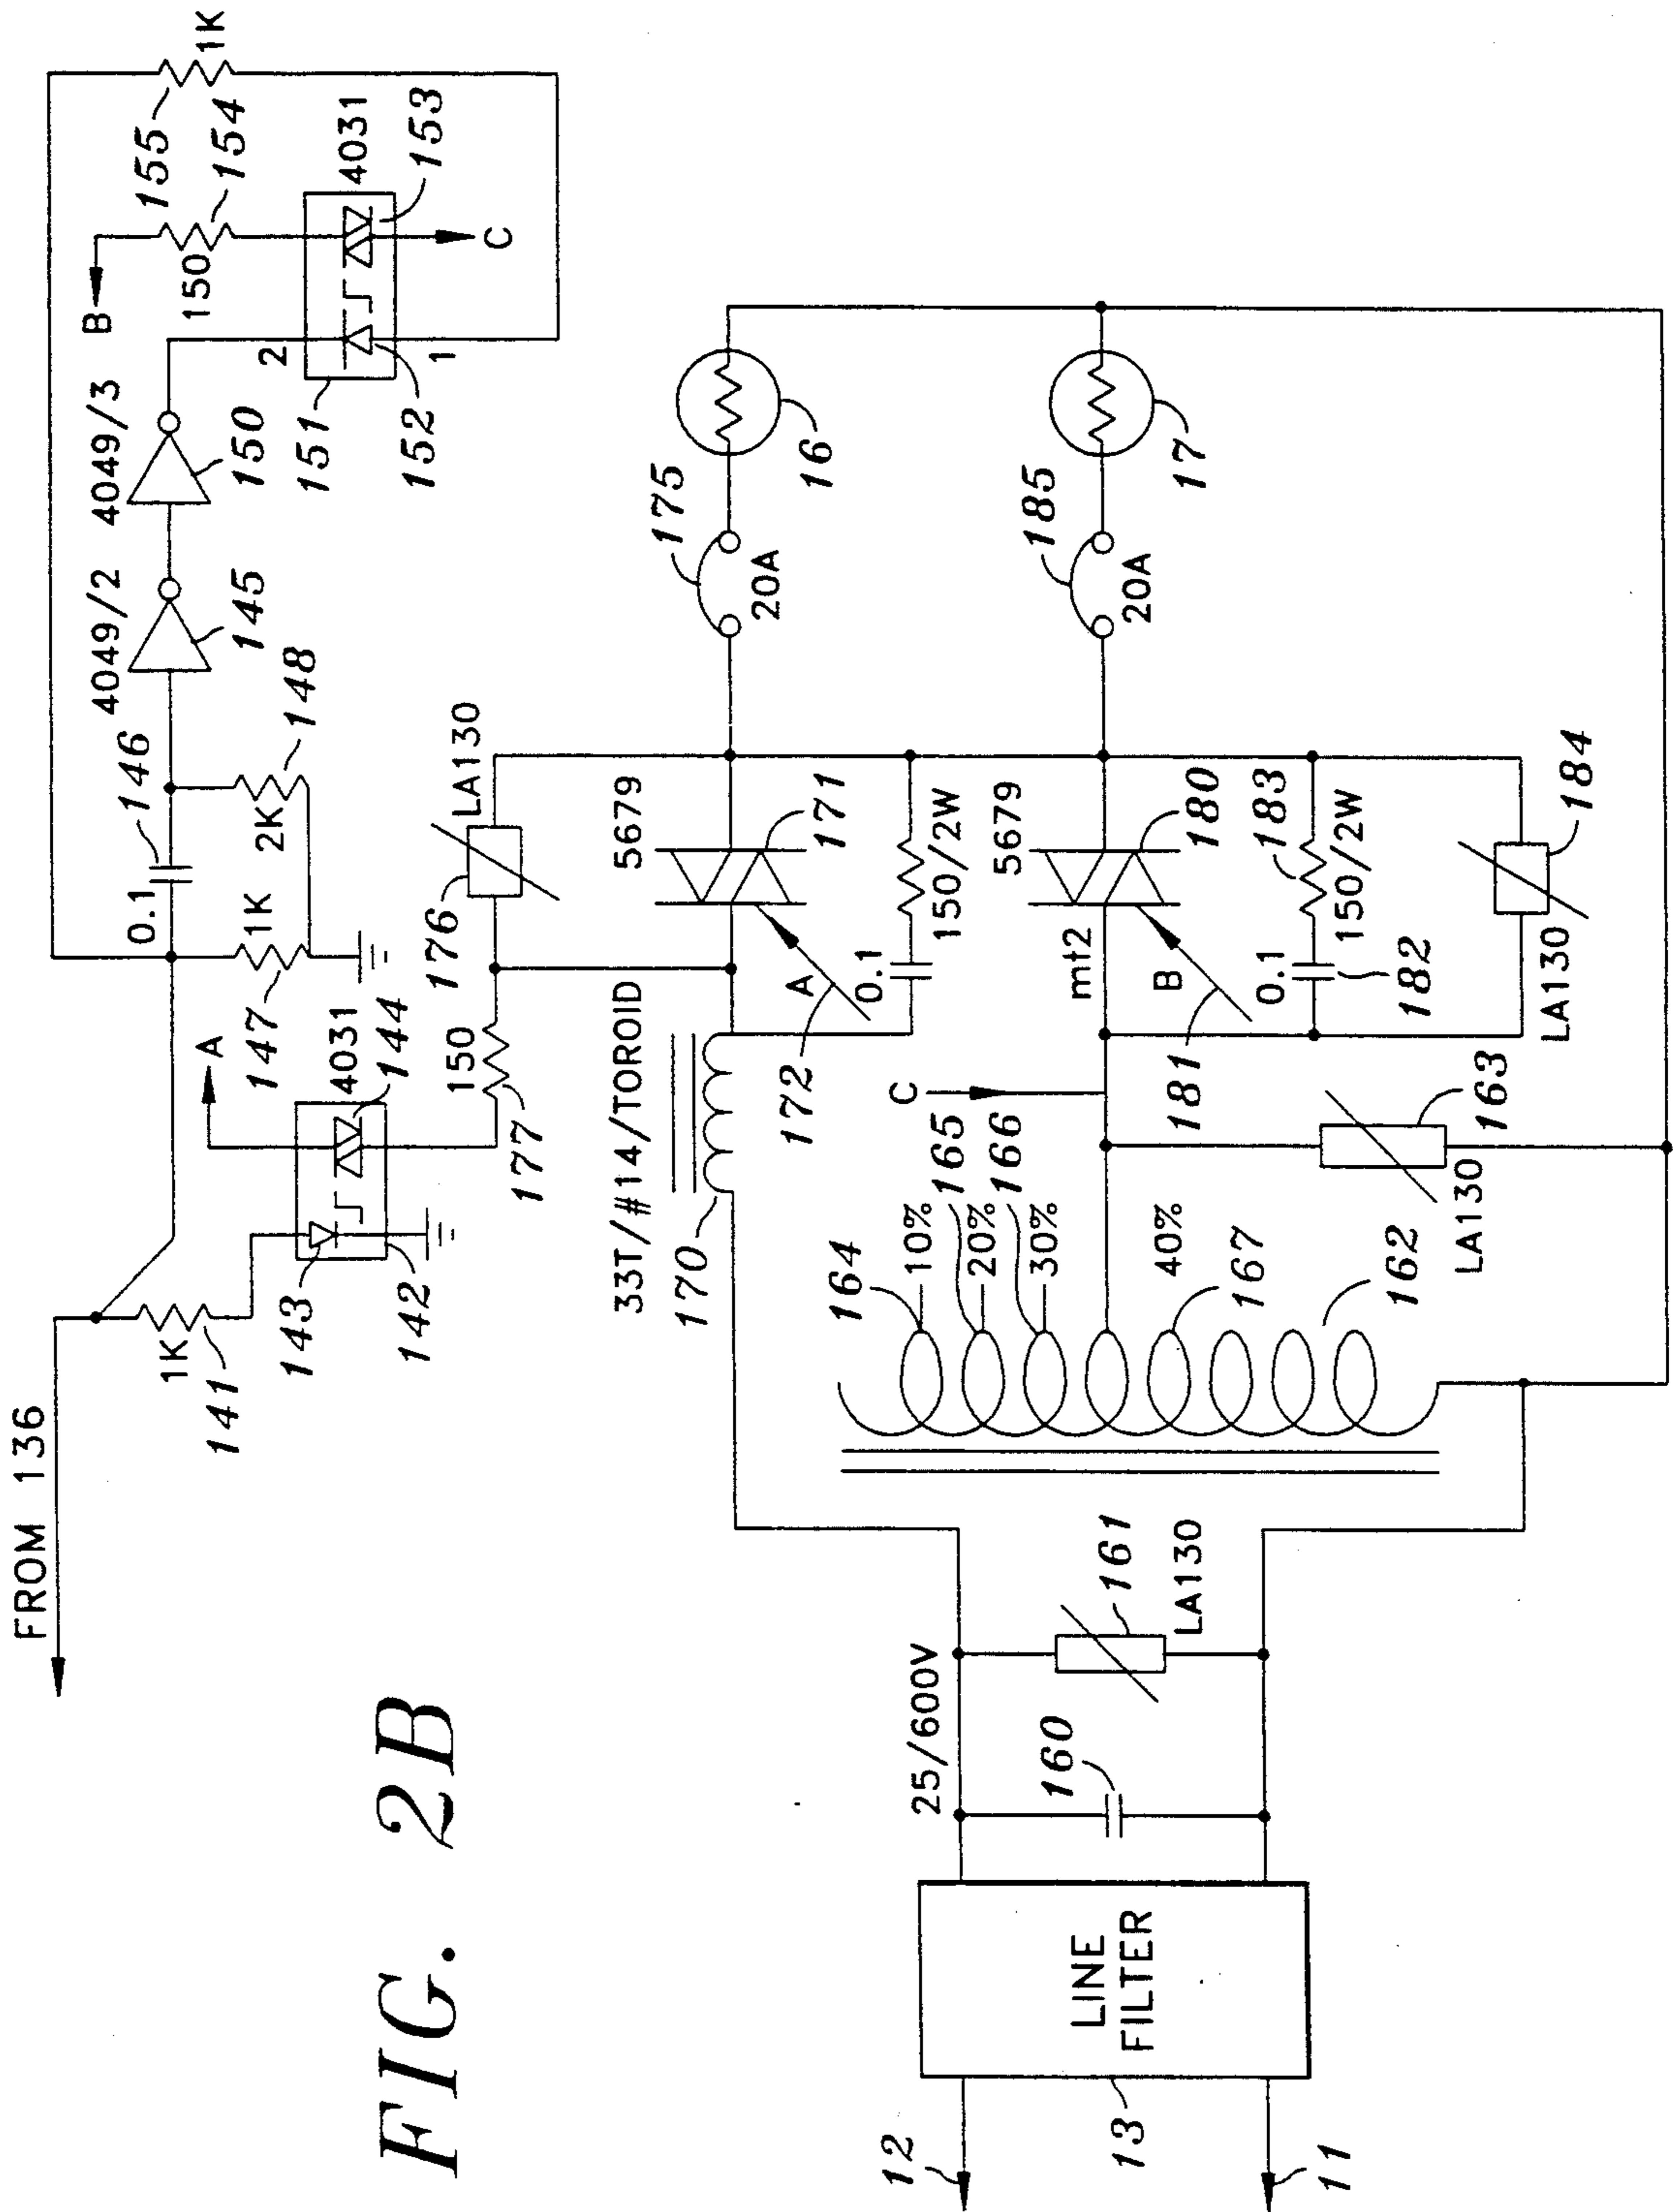 FIG. 2B
FROM 136
1K
141
143
142
A
4031
144
147
1K
0.1
146
2K
148
4049/2
145
4049/3
150
2
151
152
1
B
150
155
154
1K
4031
153
C
150
177
176
LA130
33T/#14/TOROID
170
5679
171
A
172
0.1
150/2W
175
20A
16
5679
180
mt2
B
181
0.1
182
183
150/2W
185
20A
17
184
LA130
C
164
10%
165
20%
166
30%
40%
167
162
163
LA130
25/600V
160
161
LA130
LINE
FILTER
13
12
11